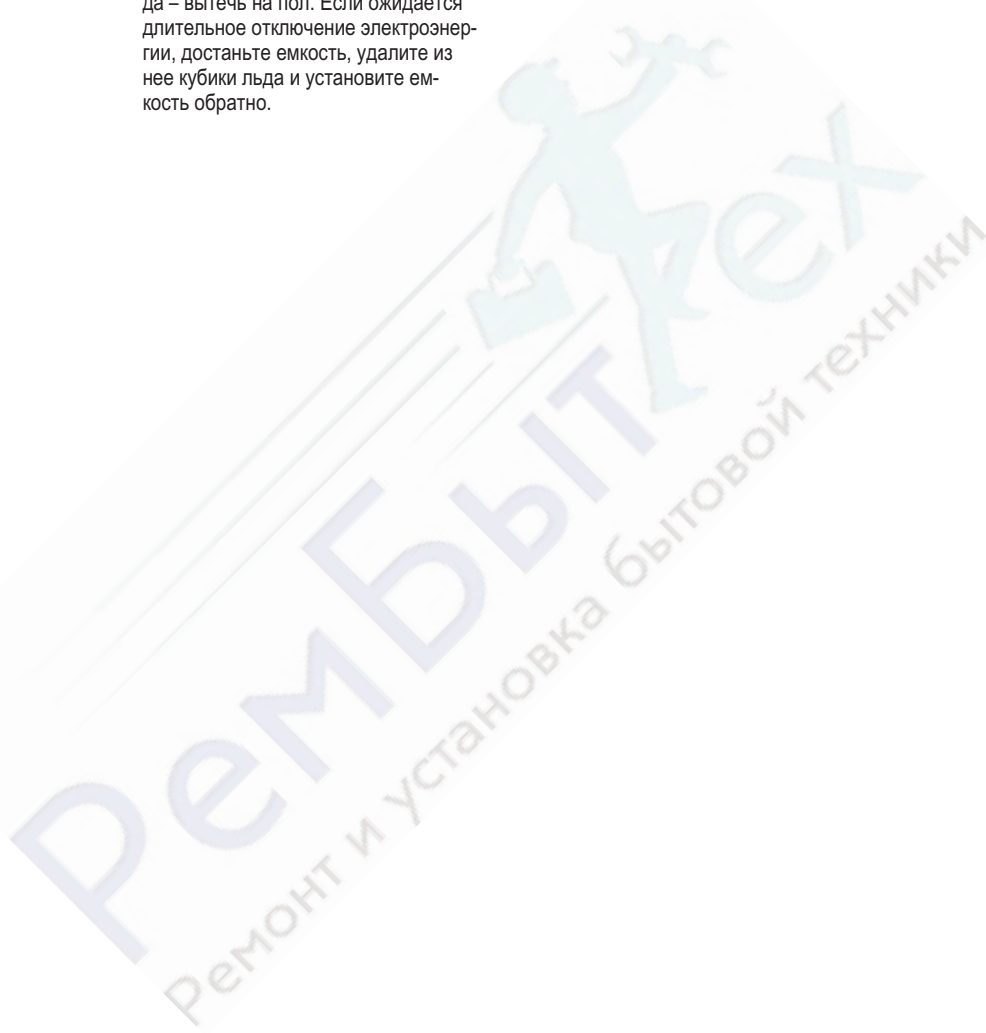 да – вытечь на пол. Если ожидается
длительное отключение электроэнер-
гии, достаньте емкость, удалите из
нее кубики льда и установите ем-
кость обратно.
РемБытТех
Ремонт и установка бытовой техники